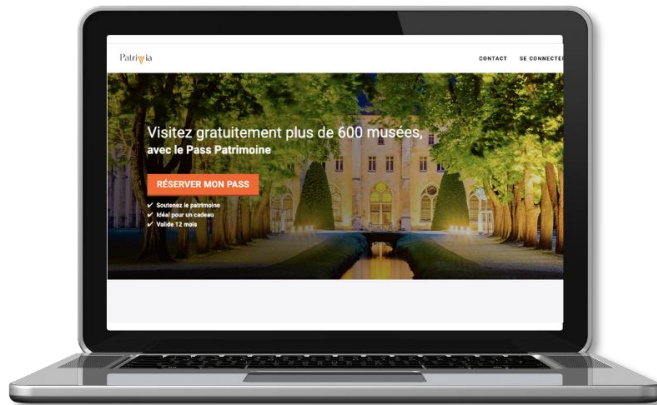 Patrivia
CONTACT SE CONNECTER
Visitez gratuitement plus de 600 musées,
avec le Pass Patrimoine
RÉSERVER MON PASS
✔ Soutenez le patrimoine
✔ Idéal pour un cadeau
✔ Valide 12 mois